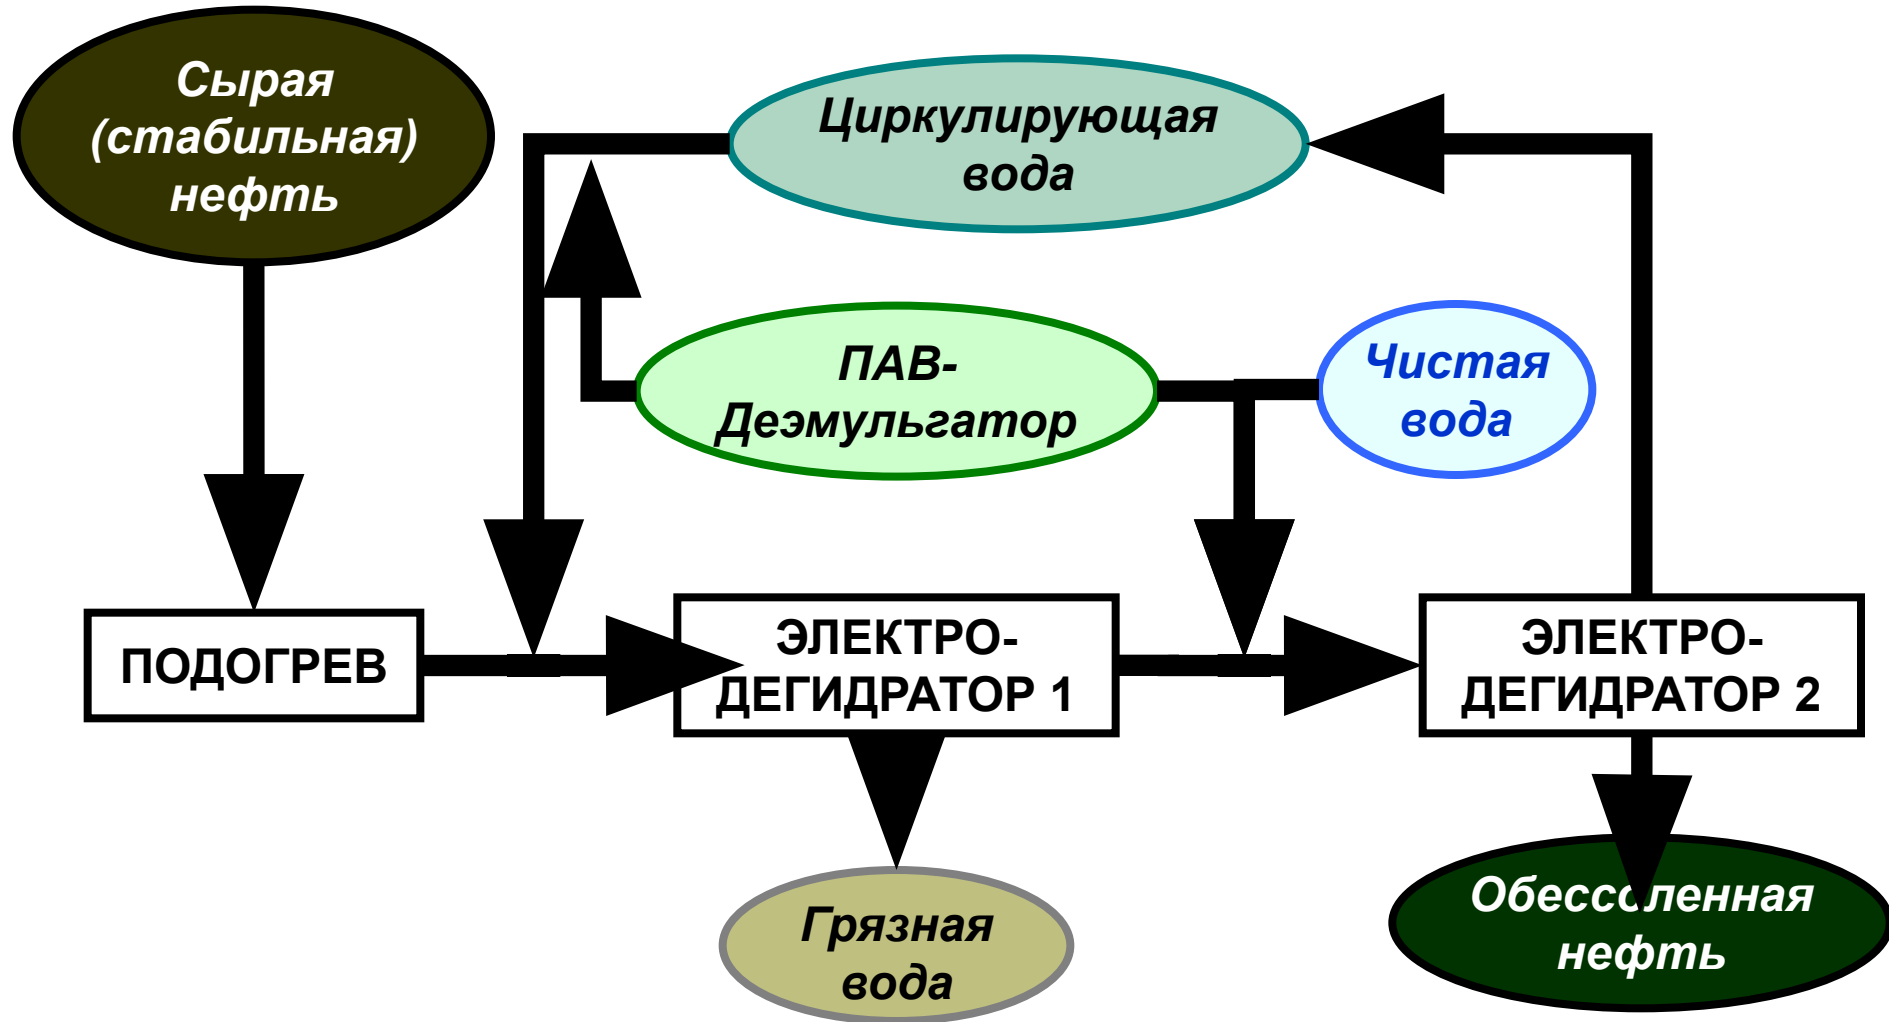 Сырая
(стабильная)
нефть
Циркулирующая
вода
ПАВ-
Деэмульгатор
Чистая
вода
ПОДОГРЕВ
ЭЛЕКТРО-
ДЕГИДРАТОР 1
ЭЛЕКТРО-
ДЕГИДРАТОР 2
Грязная
вода
Обессоленная
нефть